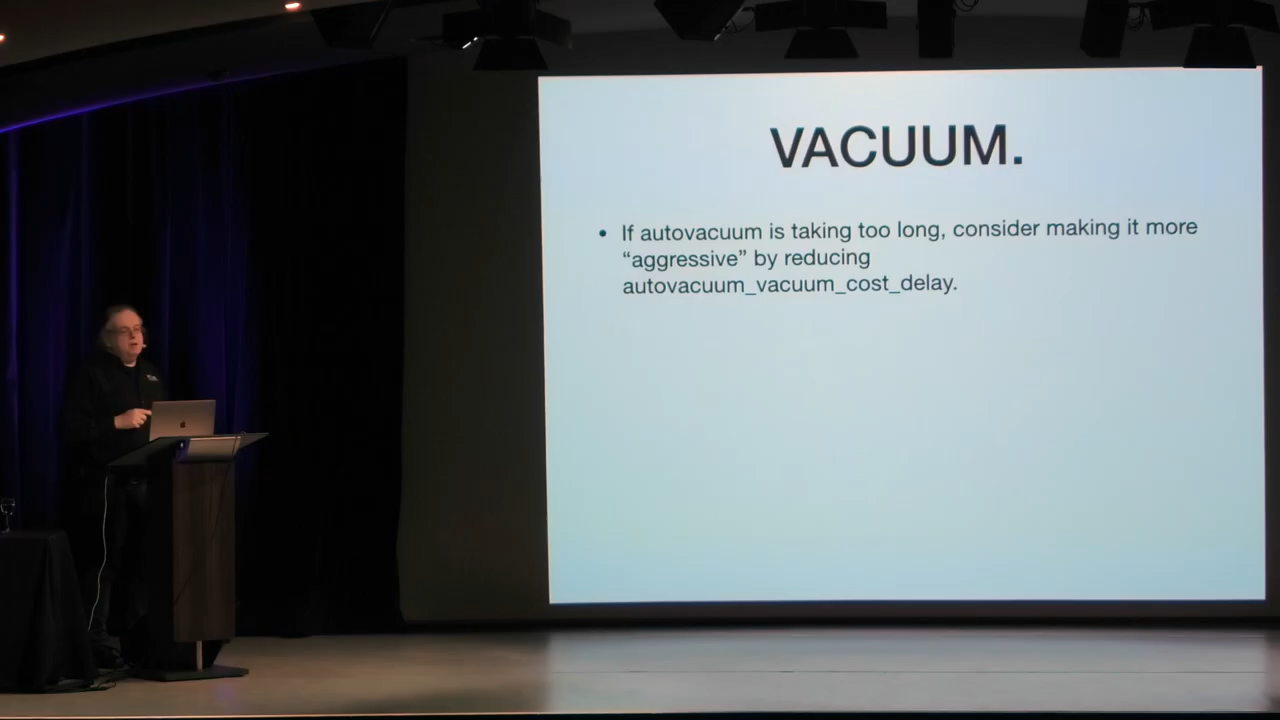 VACUUM.
• If autovacuum is taking too long, consider making it more
“aggressive” by reducing
autovacuum_vacuum_cost_delay.